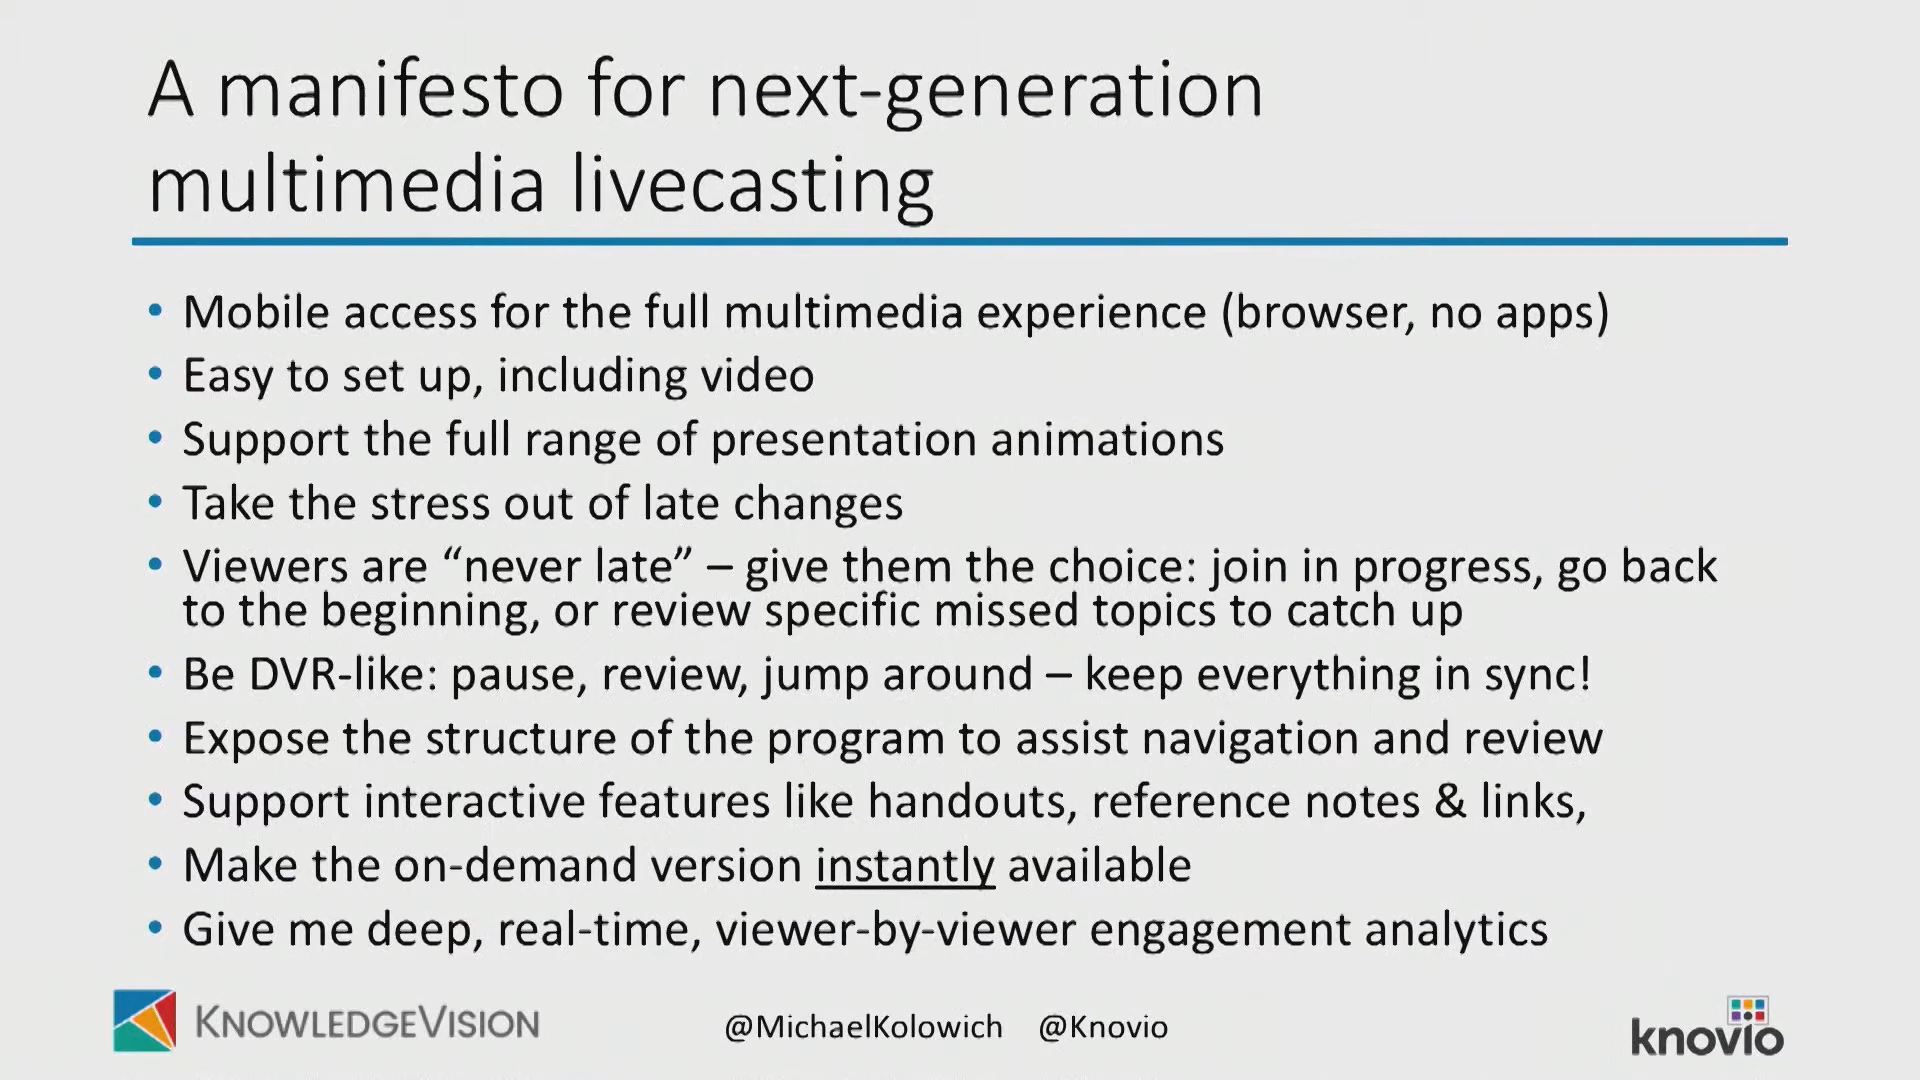 A manifesto for next-generation
multimedia livecasting
• Mobile access for the full multimedia experience (browser, no apps)
• Easy to set up, including video
• Support the full range of presentation animations
• Take the stress out of late changes
• Viewers are “never late” – give them the choice: join in progress, go back
to the beginning, or review specific missed topics to catch up
• Be DVR-like: pause, review, jump around – keep everything in sync!
• Expose the structure of the program to assist navigation and review
• Support interactive features like handouts, reference notes & links,
• Make the on-demand version instantly available
• Give me deep, real-time, viewer-by-viewer engagement analytics
KNOWLEDGEVISION @MichaelKolowich @Knovio knovio